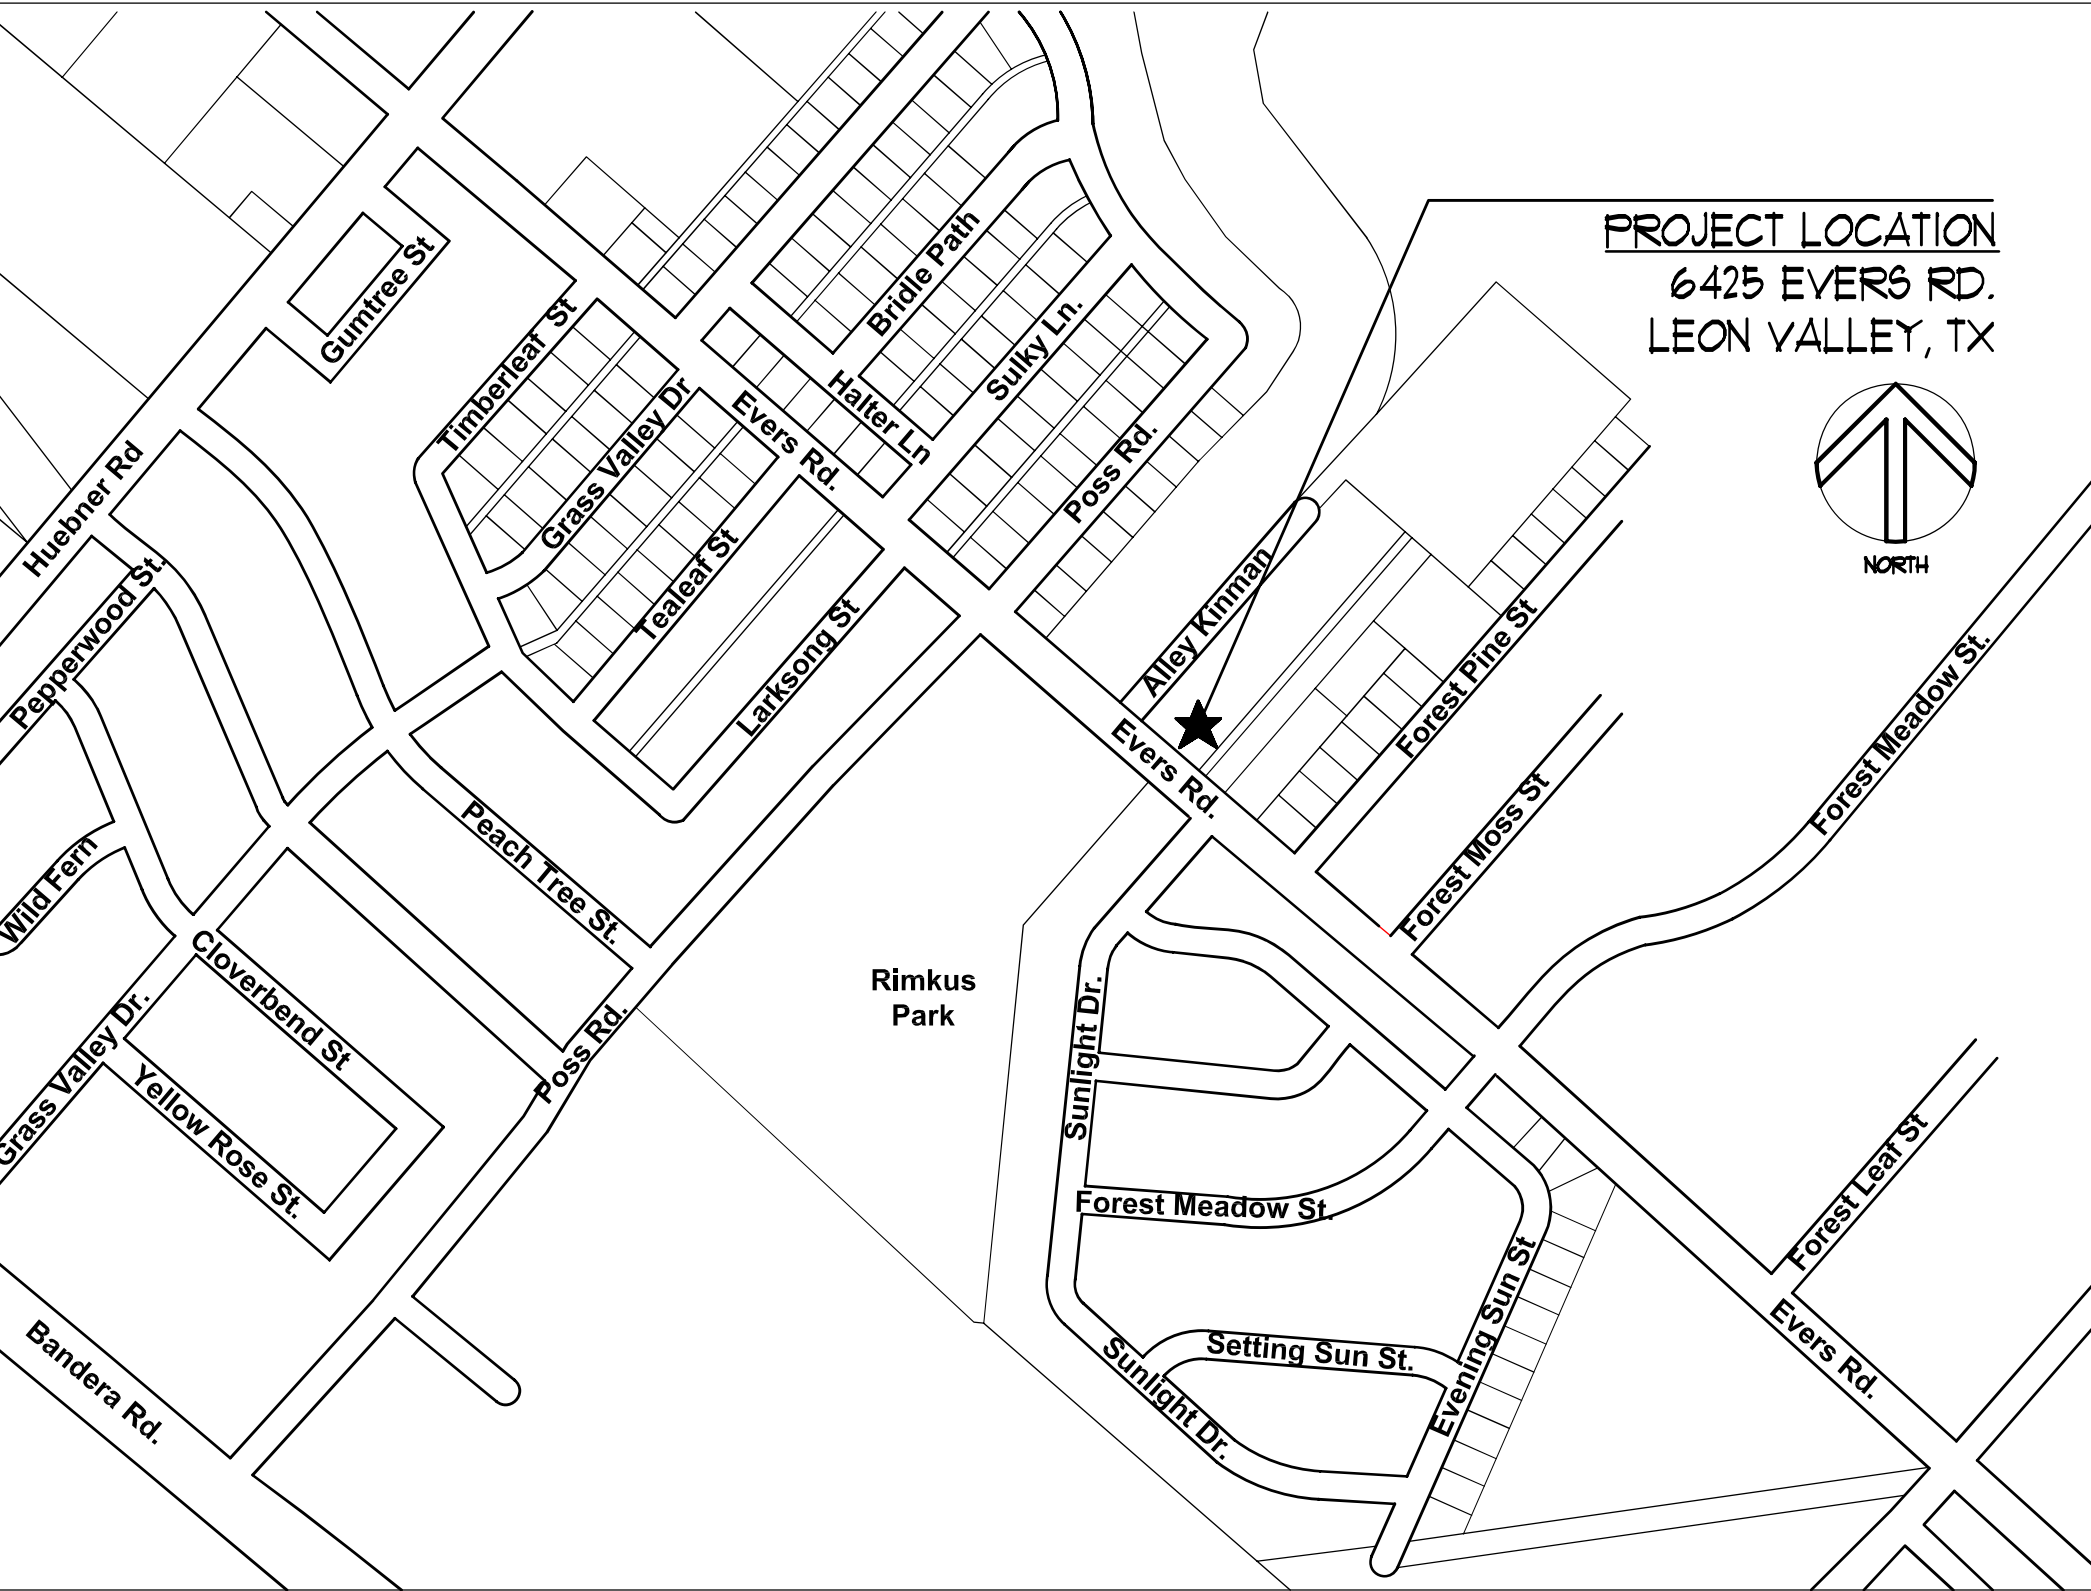 PROJECT LOCATION
6425 EVERS RD.
LEON VALLEY, TX
NORTH
Gumtree St
Bridle Path
Timberleaf St
Sulky Ln.
Halter Ln
Grass Valley Dr
Evers Rd.
Poss Rd.
Huebner Rd
Tealeaf St
Pepperwood St.
Alley Kinman
Larksong St
Forest Pine St
Forest Meadow St.
Evers Rd.
Forest Moss St
Peach Tree St.
Wild Fern
Cloverbend St
Rimkus
Park
Sunlight Dr.
Poss Rd.
Grass Valley Dr.
Yellow Rose St.
Forest Meadow St.
Forest Leaf St
Evening Sun St
Setting Sun St.
Evers Rd.
Bandera Rd.
Sunlight Dr.